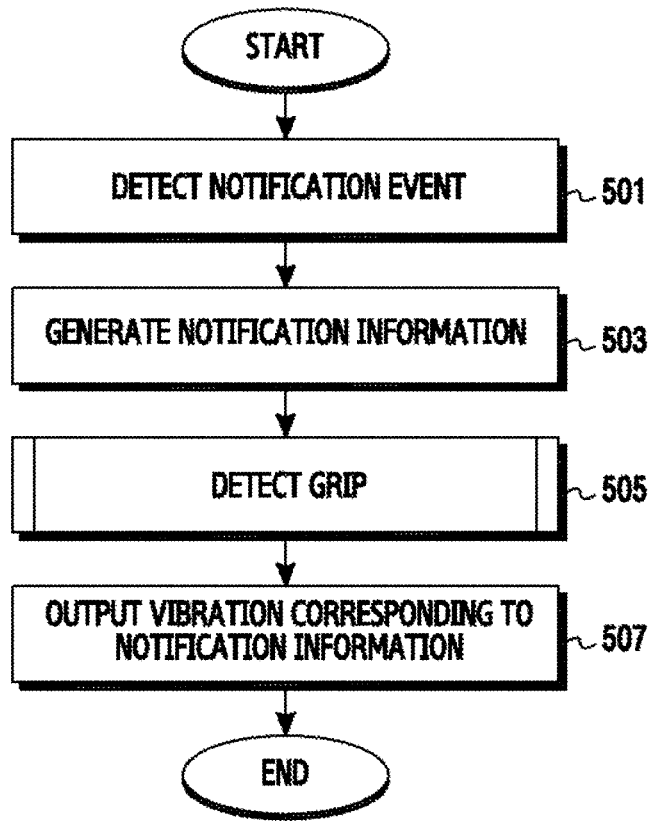 START
DETECT NOTIFICATION EVENT
501
GENERATE NOTIFICATION INFORMATION
503
DETECT GRIP
505
OUTPUT VIBRATION CORRESPONDING TO
NOTIFICATION INFORMATION
507
END